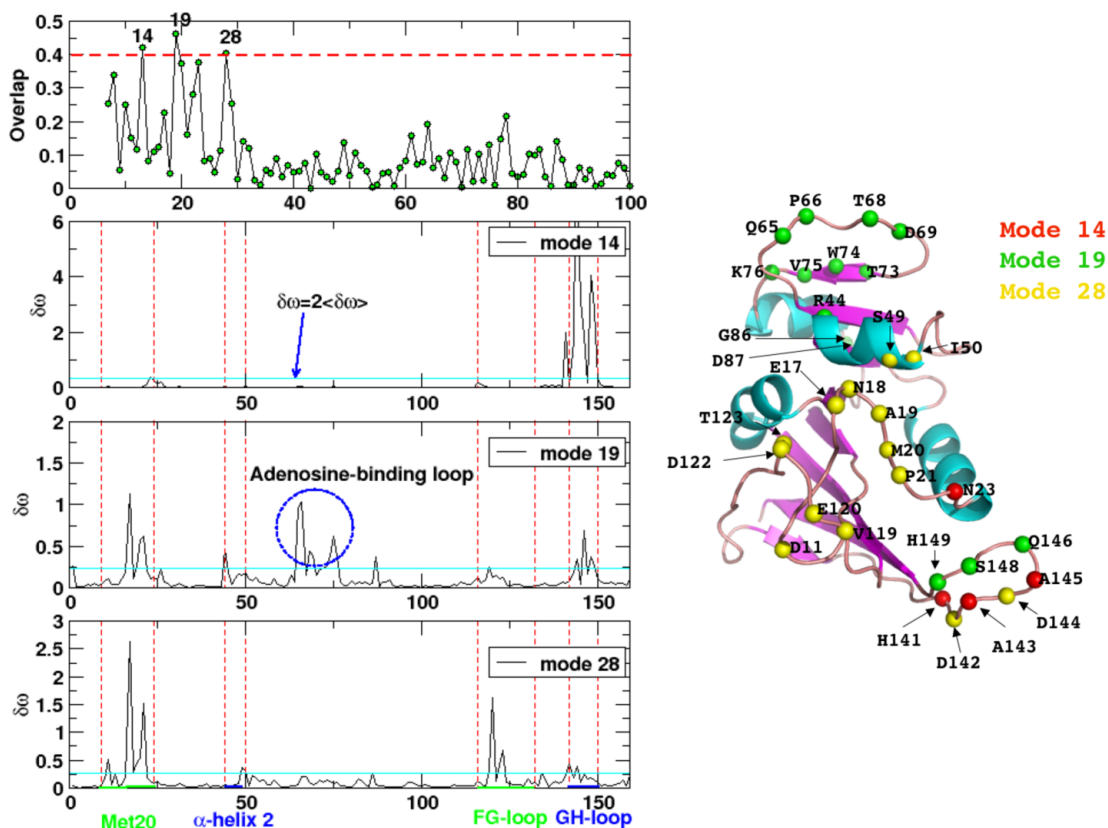 0.5
0.4
0.3
0.2
0.1
0
Overlap
14
19
28
0 20 40 60 80 100
6
4
2
0
δω
mode 14
δω=2<δω>
0 50 100 150
2
1.5
1
0.5
0
δω
mode 19
Adenosine-binding loop
0 50 100 150
3
2.5
2
1.5
1
0.5
0
δω
mode 28
0 50 100 150
Met20 α-helix 2 FG-loop GH-loop
Mode 14
Mode 19
Mode 28
P66 T68
Q65 D69
W74
K76 V75 T73
R44 S49
G86
I50
D87
E17 N18
T123 A19
M20
D122 P21
N23
E120
V119
D11 H149 Q146
S148
A145
H141 D144
D142 A143